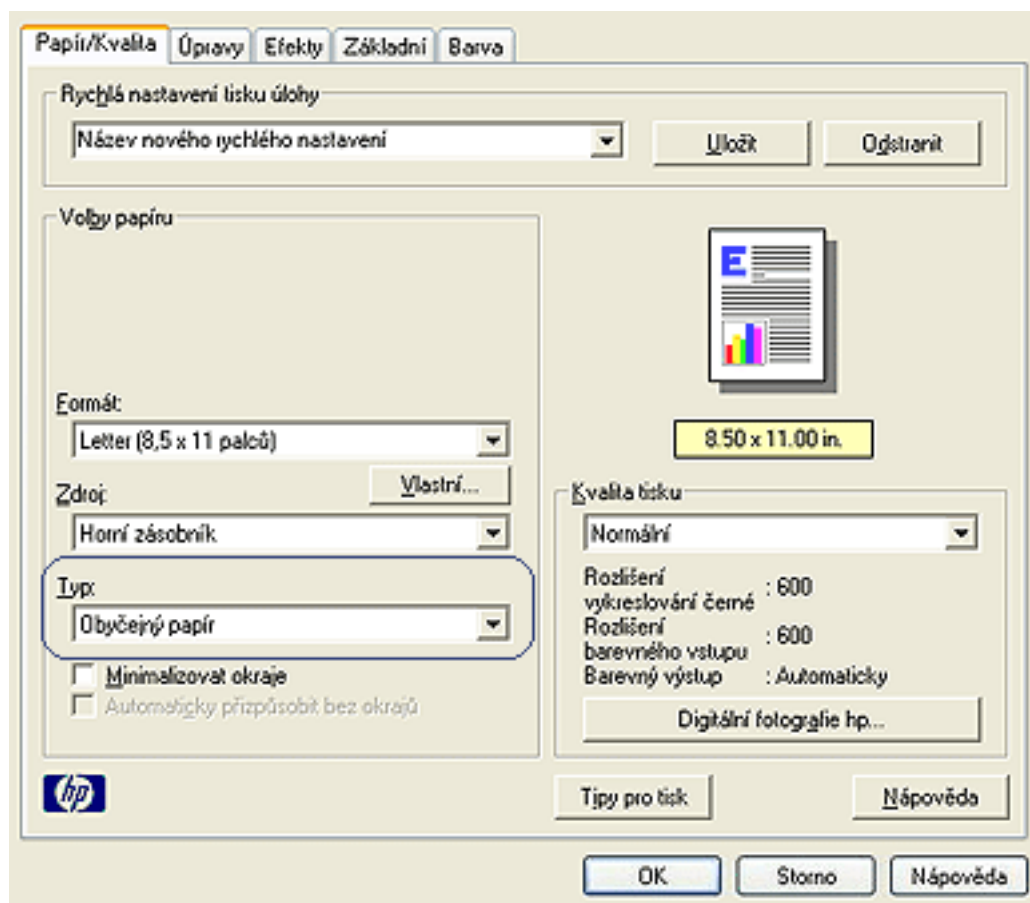 Papír/Kvalita Úpravy Efekty Základní Barva
Rychlá nastavení tisku úlohy
Název nového rychlého nastavení Uložit Odstranit
Volby papíru
E
8.50 x 11.00 in.
Formát:
Letter (8,5 x 11 palců)
Vlastní...
Zdroj:
Horní zásobník
Typ:
Obyčejný papír
Minimalizovat okraje
Automaticky přizpůsobit bez okrajů
Kvalita tisku
Normální
Rozlišení
vykreslování černé : 600
Rozlišení
barevného vstupu : 600
Barevný výstup : Automaticky
Digitální fotografie hp...
hp
Tipy pro tisk Nápověda
OK Storno Nápověda